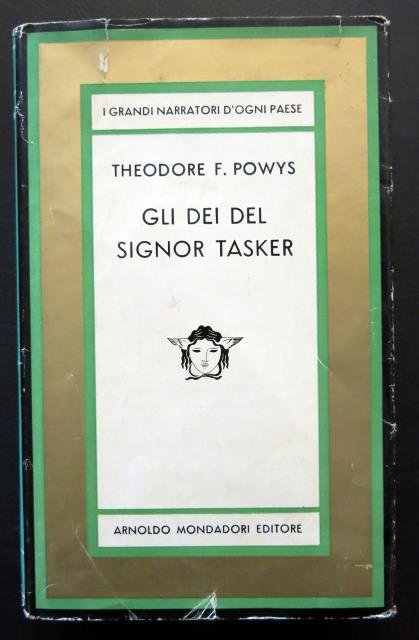 I GRANDI NARRATORI D'OGNI PAESE
THEODORE F. POWYS
GLI DEI DEL
SIGNOR TASKER
ARNOLDO MONDADORI EDITORE